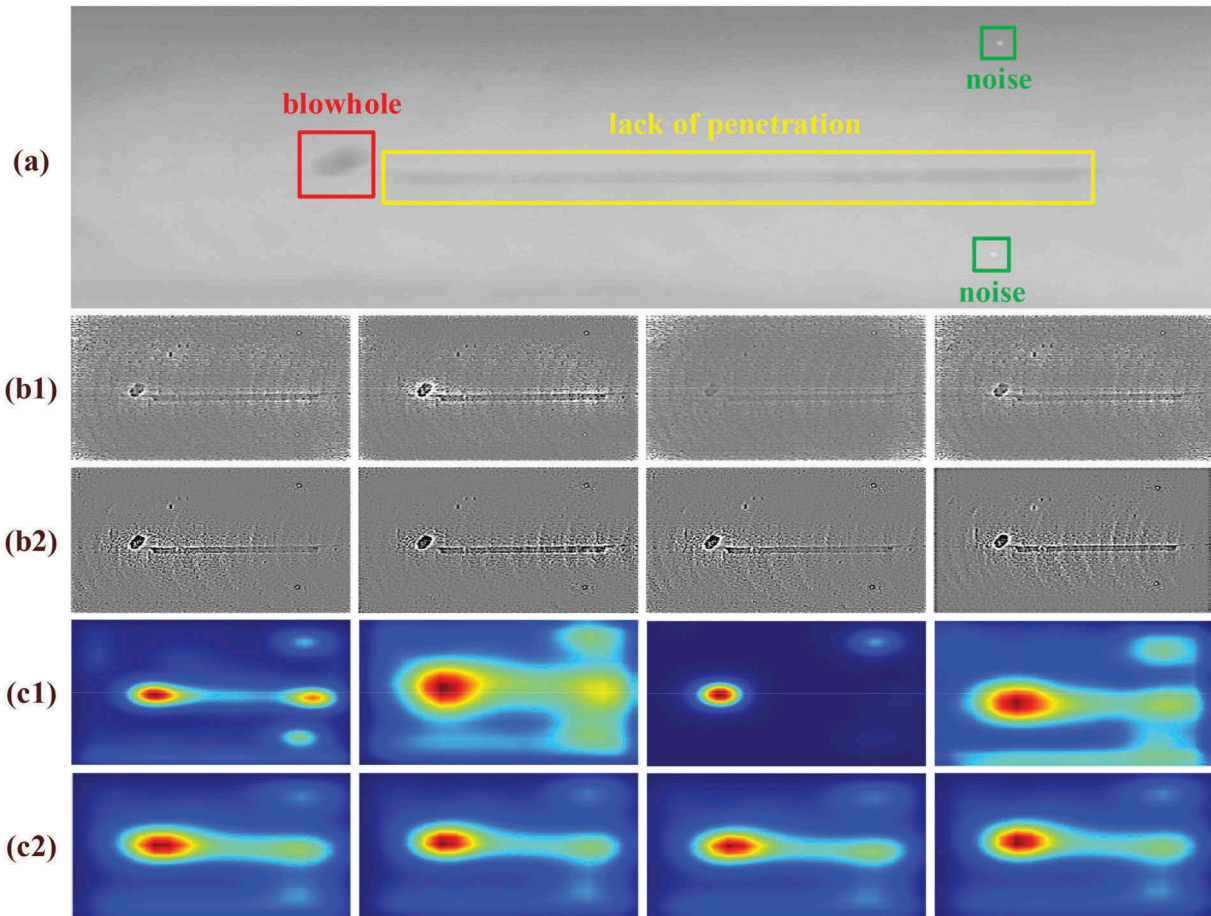 noise
blowhole
lack of penetration
(a)
noise
(b1)
(b2)
(c1)
(c2)